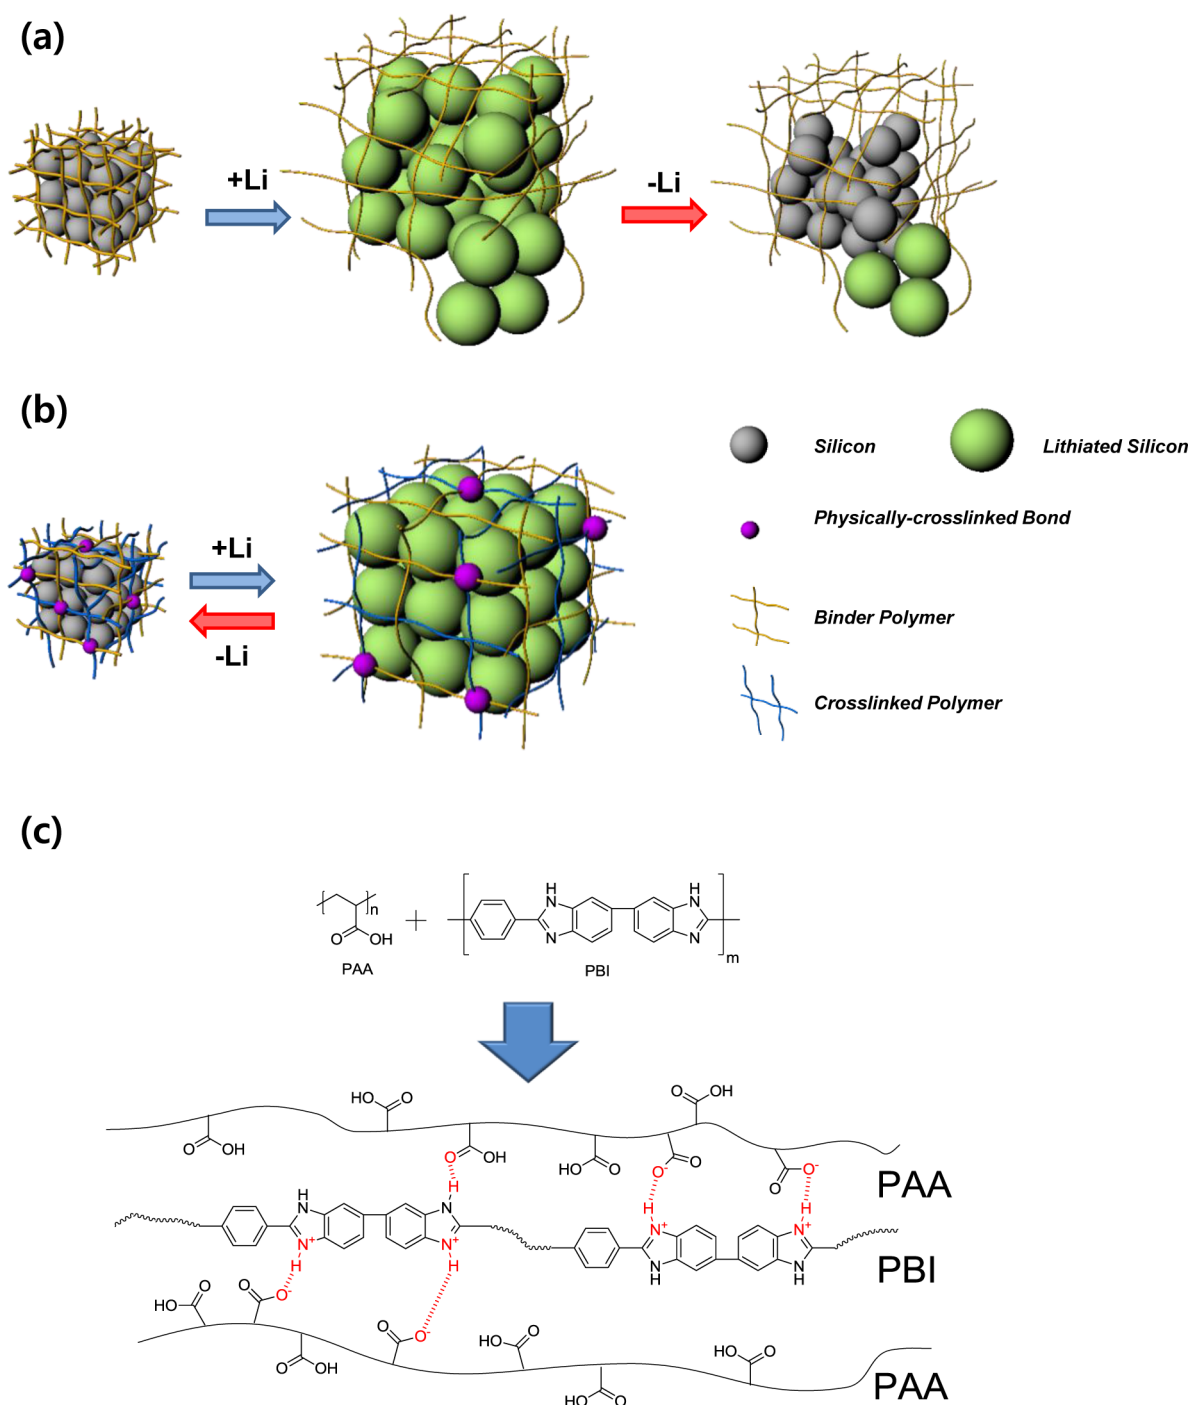 (a)
+Li
-Li
(b)
+Li
-Li
Silicon
Lithiated Silicon
Physically-crosslinked Bond
Binder Polymer
Crosslinked Polymer
(c)
n
O
OH
PAA
+
H
N
N
H
N
N
m
PBI
HO
O
O
OH
O
OH
HO
O
O
OH
O-
O
O
O-
PAA
H
N
H
N
N+
H
N+
H
H
N+
N
H
H
N+
N
H
PBI
HO
O
O
O-
O
OH
O
O-
HO
O
HO
O
HO
O
PAA